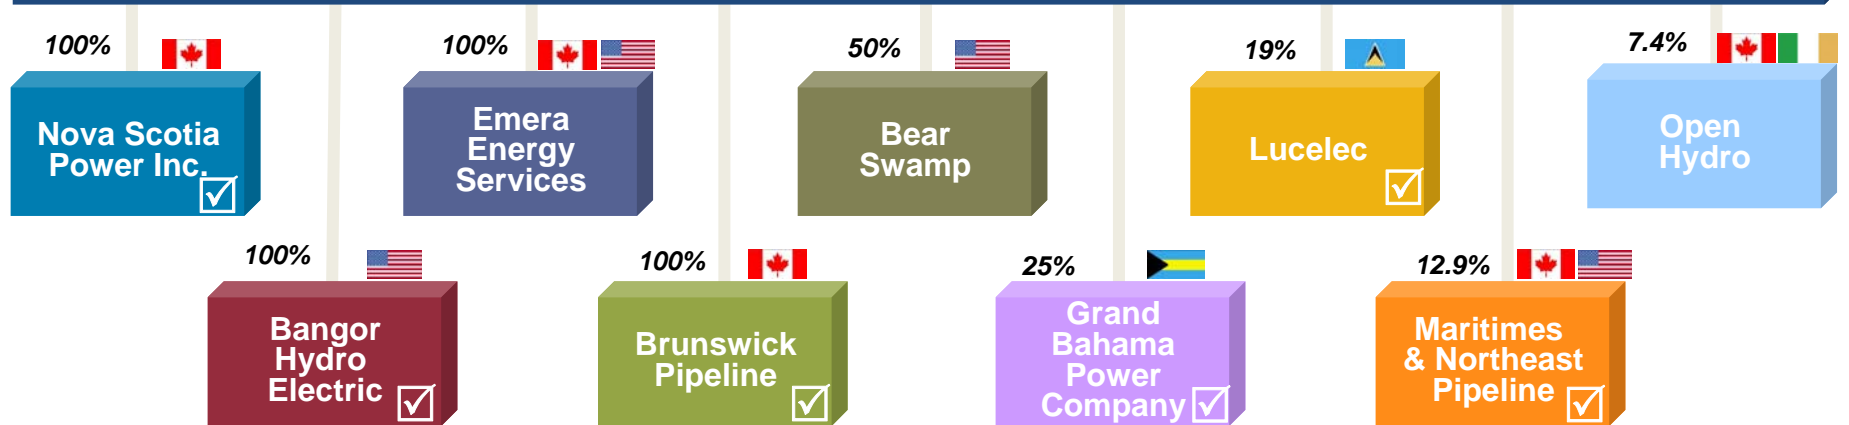 100%
Nova Scotia
Power Inc.
100%
Emera
Energy
Services
50%
Bear
Swamp
19%
Lucelec
7.4%
Open
Hydro
100%
Bangor
Hydro
Electric
100%
Brunswick
Pipeline
25%
Grand
Bahama
Power
Company
12.9%
Maritimes
& Northeast
Pipeline